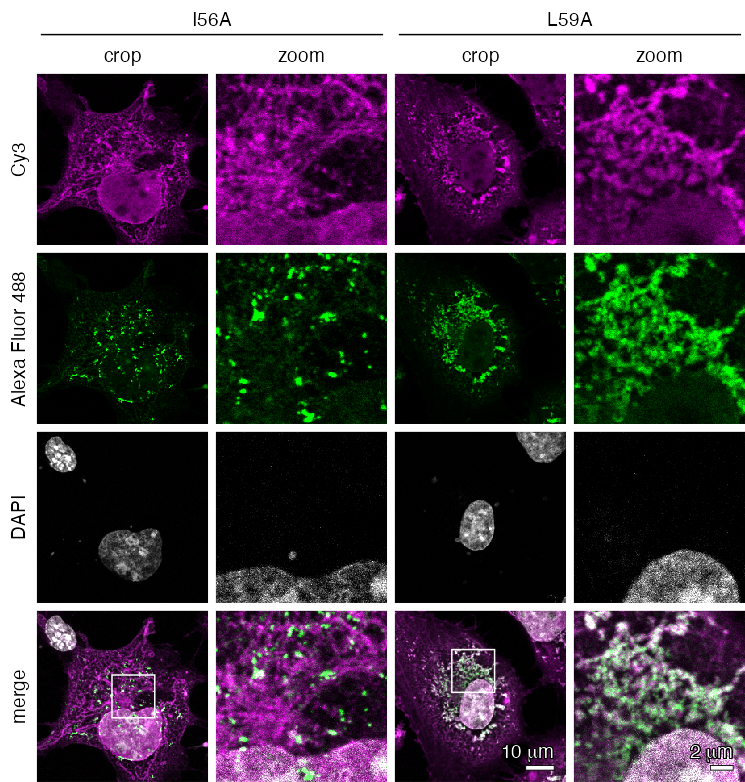 I56A L59A
crop zoom crop zoom
Cy3
Alexa Fluor 488
DAPI
merge
10 µm 2 µm